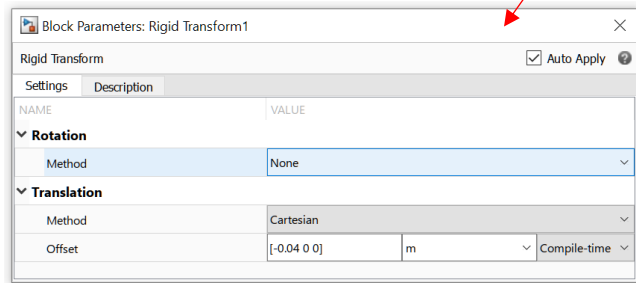 Block Parameters: Rigid Transform1
Rigid Transform Auto Apply
Settings Description
NAME VALUE
Rotation
Method None
Translation
Method Cartesian
Offset [-0.04 0 0] m Compile-time